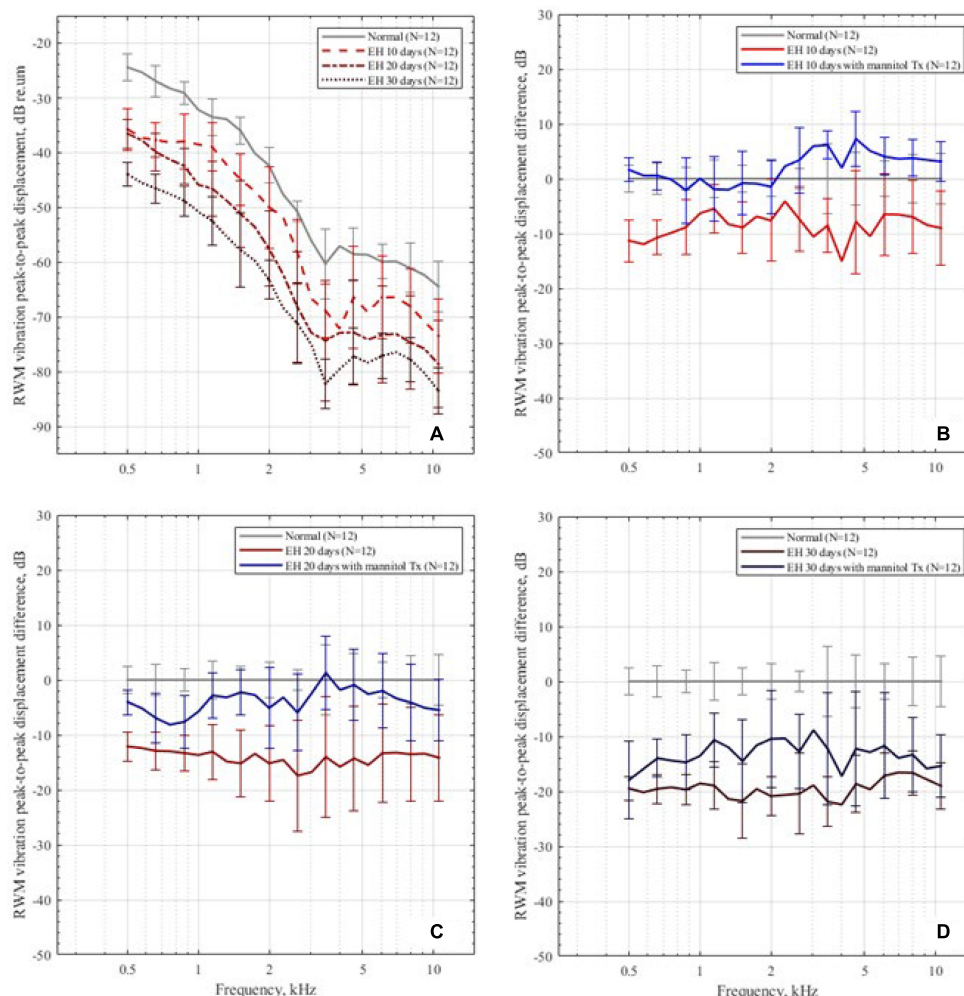 -20
-30
-40
-50
-60
-70
-80
-90
RWM vibration peak-to-peak displacement, dB re.um
Normal (N=12)
EH 10 days (N=12)
EH 20 days (N=12)
EH 30 days (N=12)
A
0.5 1 2 5 10
30
20
10
0
-10
-20
-30
-40
-50
RWM vibration peak-to-peak displacement difference, dB
Normal (N=12)
EH 10 days (N=12)
EH 10 days with mannitol Tx (N=12)
B
0.5 1 2 5 10
30
20
10
0
-10
-20
-30
-40
-50
RWM vibration peak-to-peak displacement difference, dB
Normal (N=12)
EH 20 days (N=12)
EH 20 days with mannitol Tx (N=12)
C
0.5 1 2 5 10
Frequency, kHz
30
20
10
0
-10
-20
-30
-40
-50
RWM vibration peak-to-peak displacement difference, dB
Normal (N=12)
EH 30 days (N=12)
EH 30 days with mannitol Tx (N=12)
D
0.5 1 2 5 10
Frequency, kHz